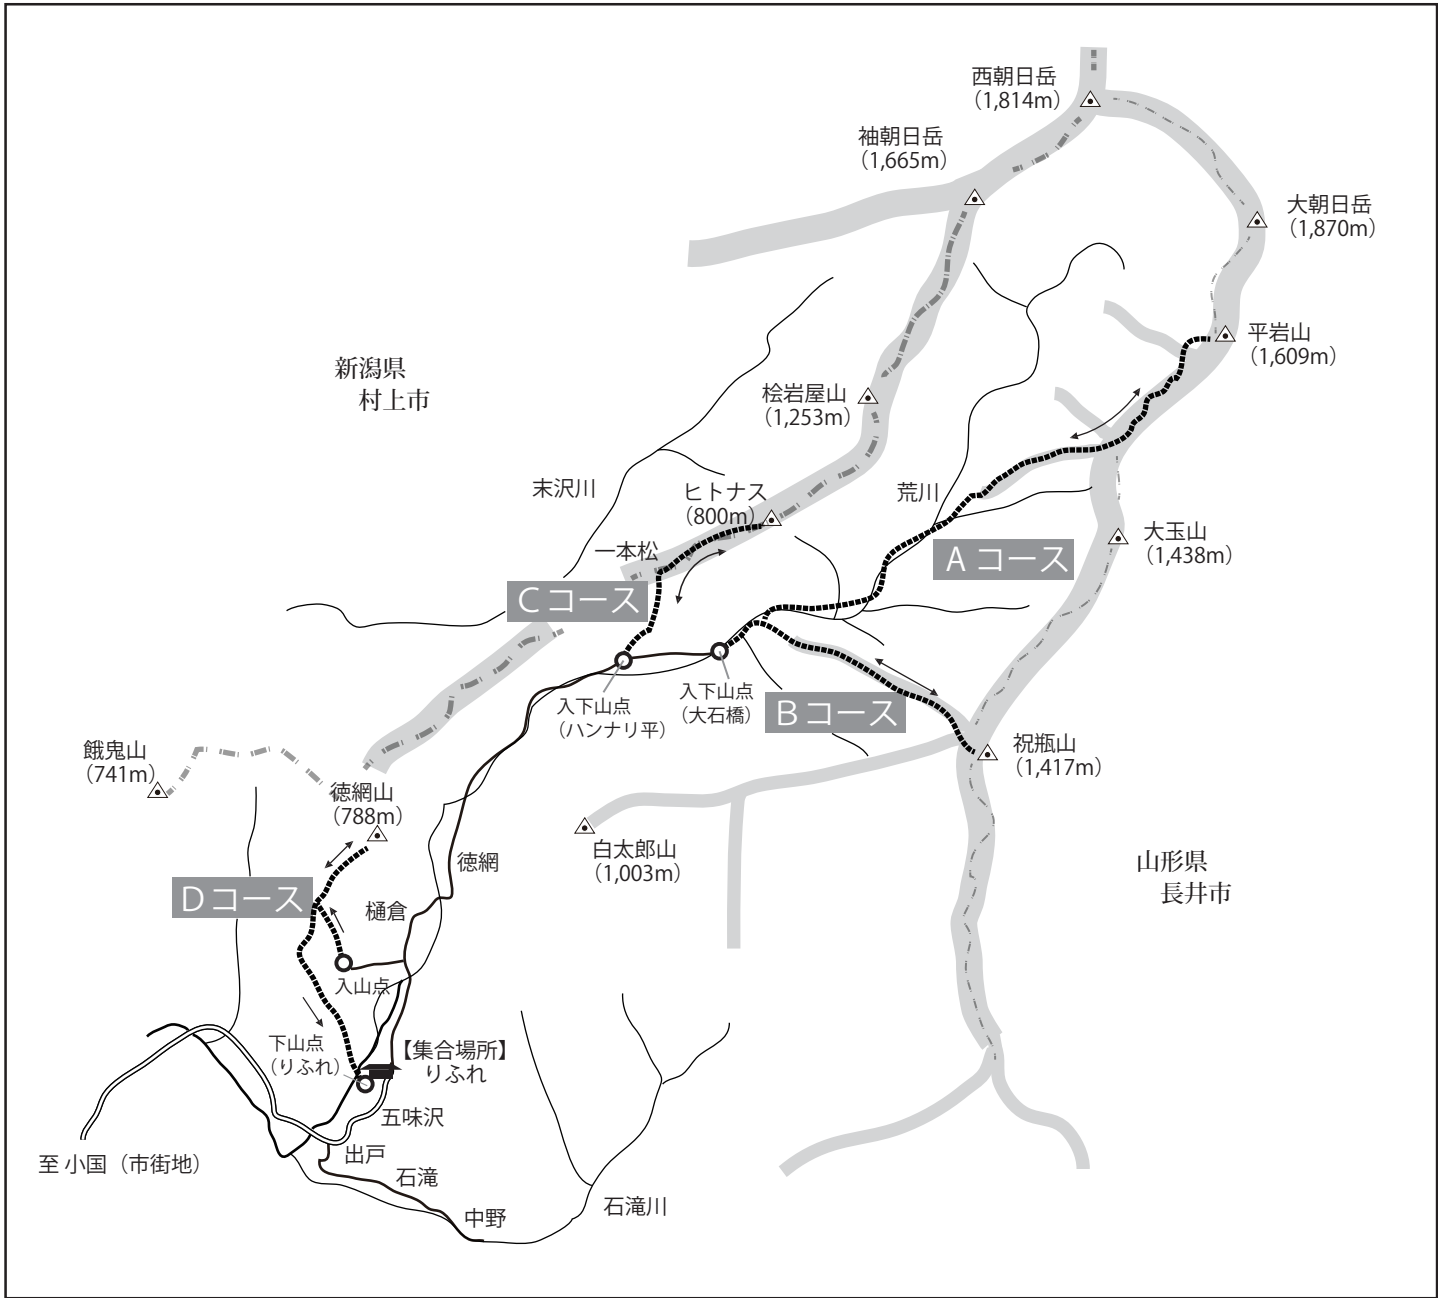 西朝日岳
（1,814m）
袖朝日岳
（1,665m）
大朝日岳
（1,870m）
平岩山
（1,609m）
新潟県
村上市
桧岩屋山
（1,253m）
末沢川
ヒトナス
（800m）
荒川
一本松
Ａコース
大玉山
（1,438m）
Ｃコース
入下山点
（ハンナリ平）
入下山点
（大石橋）
Ｂコース
祝瓶山
（1,417m）
餓鬼山
（741m）
徳網山
（788m）
白太郎山
（1,003m）
徳網
山形県
長井市
Ｄコース
樋倉
入山点
下山点
（りふれ）
【集合場所】
りふれ
五味沢
出戸
至 小国（市街地）
石滝
中野
石滝川